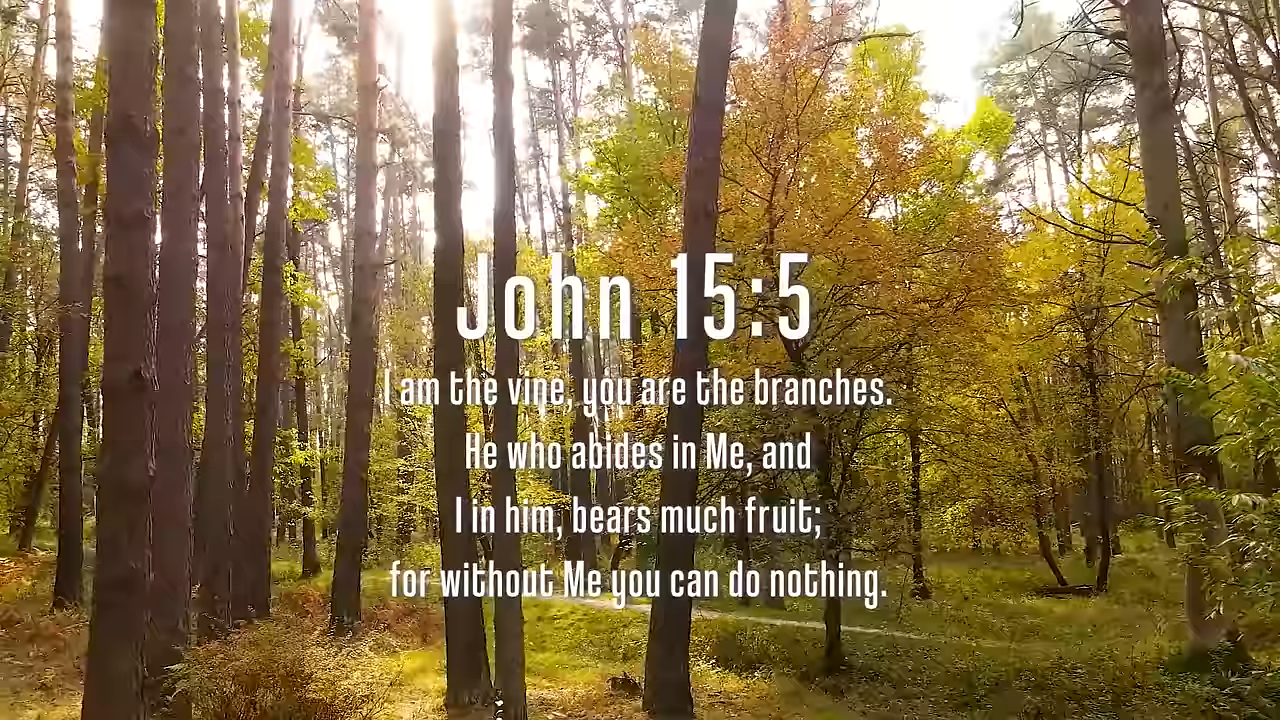 John 15:5
I am the vine, you are the branches.
He who abides in Me, and
I in him, bears much fruit;
for without Me you can do nothing.